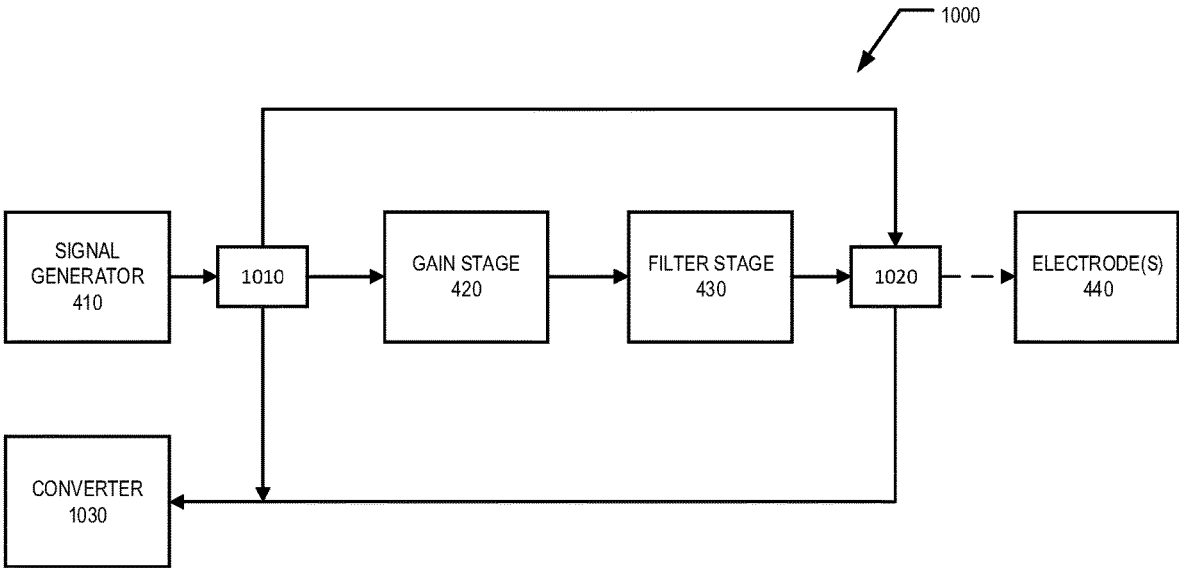 1000
SIGNAL
GENERATOR
410
1010
GAIN STAGE
420
FILTER STAGE
430
1020
ELECTRODE(S)
440
CONVERTER
1030